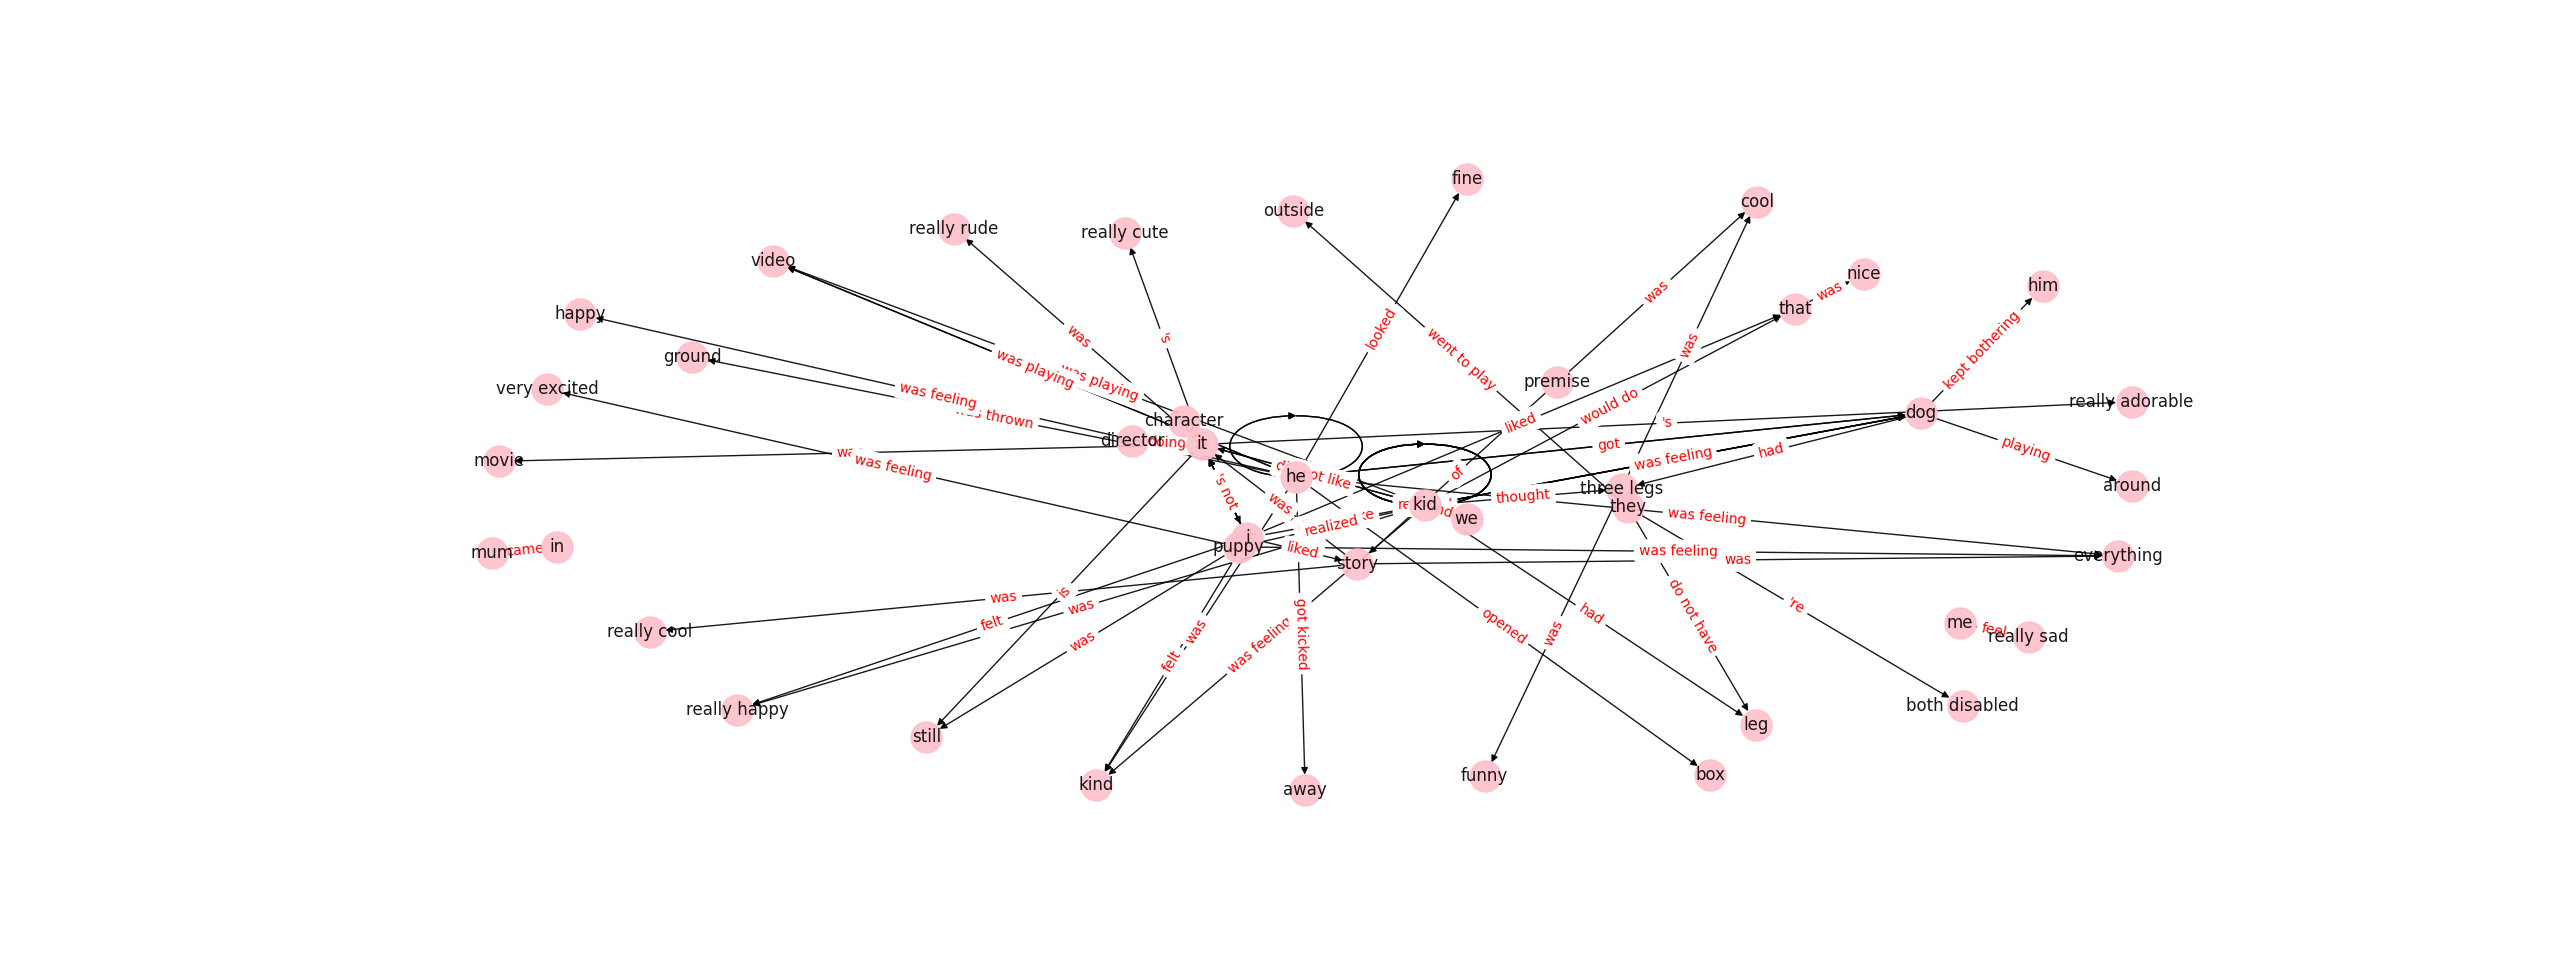 fine
cool
outside
really rude
really cute
video
nice
him
that
was
was
happy
was
's
looked
went to play
was
kept bothering
ground
was playing
was playing
premise
very excited
was feeling
thrown
would do
really adorable
character
liked
's
dog
director
it
got
had
playing
movie
was feeling
was feeling
not like
he
of
three legs
around
's not
was
kid
thought
they
we
was feeling
realized
i
puppy
liked
mum
came
in
story
was feeling
was
everything
is
was
was
felt
was
had
do not have
're
me
feel
really sad
really cool
was
felt
was feeling
got kicked
opened
was
really happy
both disabled
still
leg
kind
away
funny
box